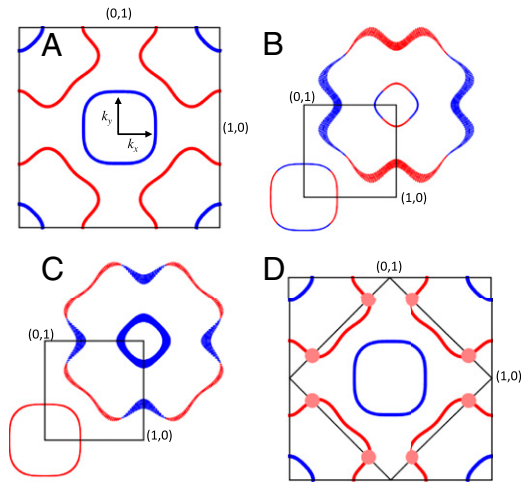 (0,1)
A
k_y
k_x
(1,0)
B
(0,1)
(1,0)
C
(0,1)
(1,0)
D
(0,1)
(1,0)